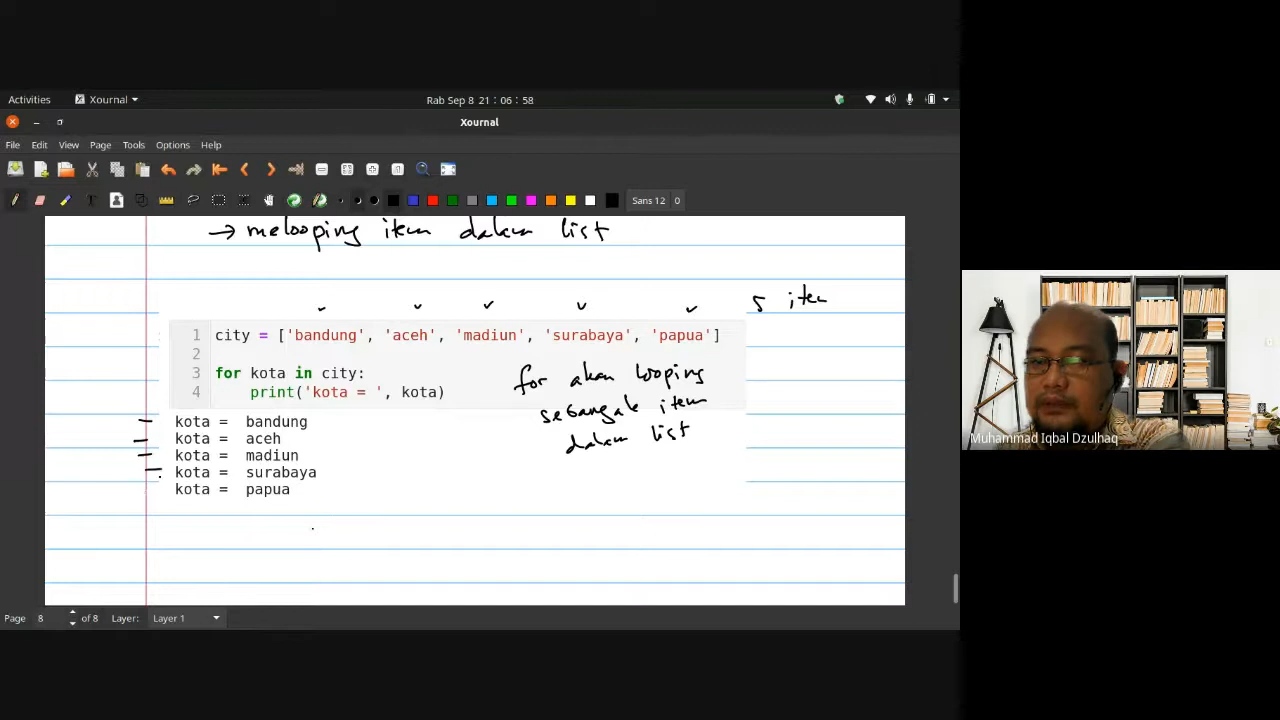 Activities
Xournal
Rab Sep 8 21:06:58
Xournal
File Edit View Page Tools Options Help
Sans 12 0
→ melooping item dalam list
5 item
1 city = ['bandung', 'aceh', 'madiun', 'surabaya', 'papua']
2
3 for kota in city:
4 print('kota = ', kota)
for akan looping
sebanyak item
dalam list
kota = bandung
kota = aceh
kota = madiun
kota = surabaya
kota = papua
Muhammad Iqbal Dzulhaq
Page 8 of 8 Layer: Layer 1